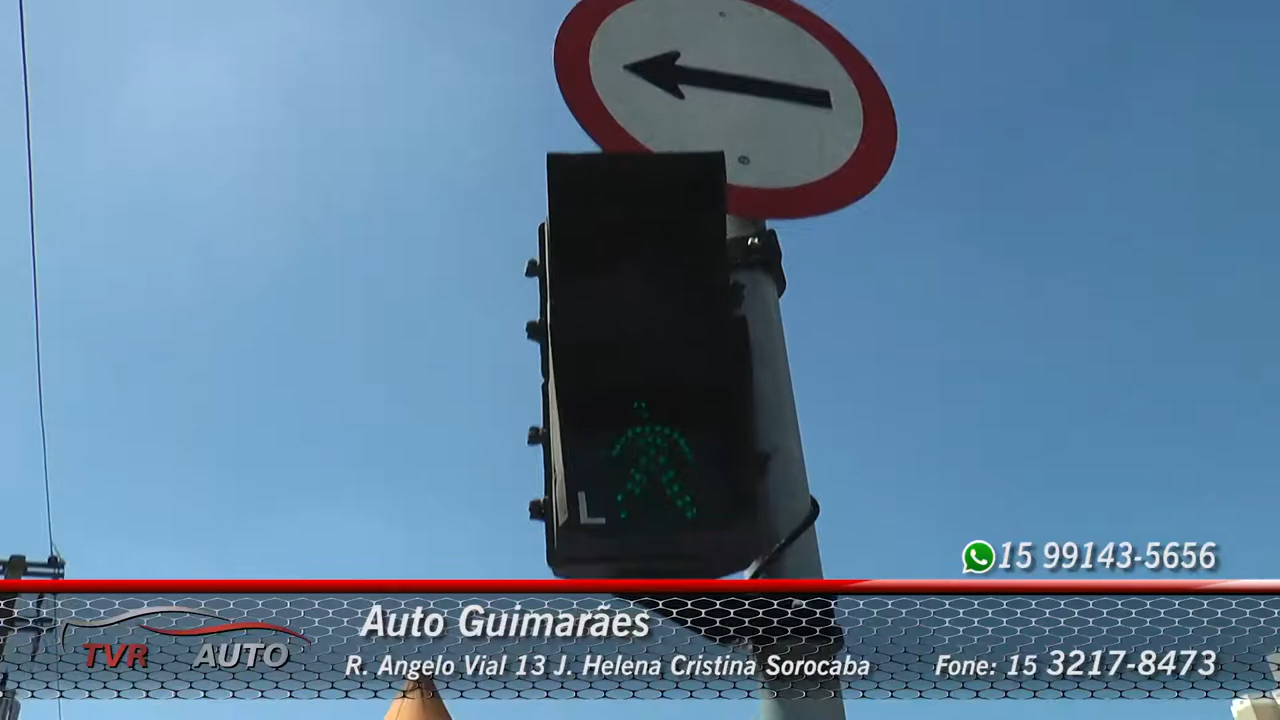 L
15 99143-5656
TVR AUTO
Auto Guimarães
R. Angelo Vial 13 J. Helena Cristina Sorocaba
Fone: 15 3217-8473